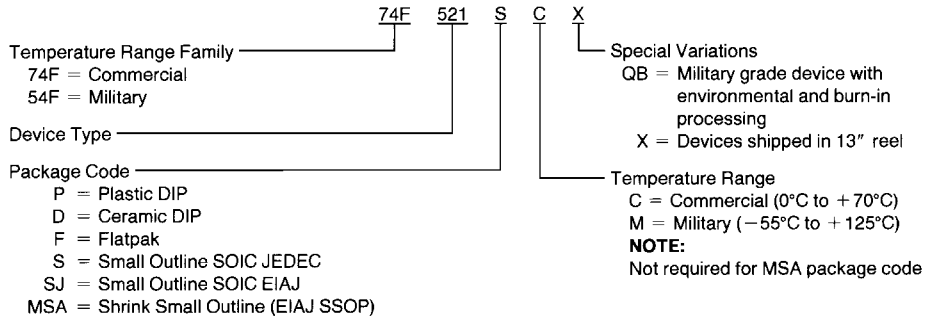 74F 521 S C X
Temperature Range Family
74F = Commercial
54F = Military
Device Type
Package Code
P = Plastic DIP
D = Ceramic DIP
F = Flatpak
S = Small Outline SOIC JEDEC
SJ = Small Outline SOIC EIAJ
MSA = Shrink Small Outline (EIAJ SSOP)
Special Variations
QB = Military grade device with
environmental and burn-in
processing
X = Devices shipped in 13" reel
Temperature Range
C = Commercial (0°C to +70°C)
M = Military (−55°C to +125°C)
NOTE:
Not required for MSA package code